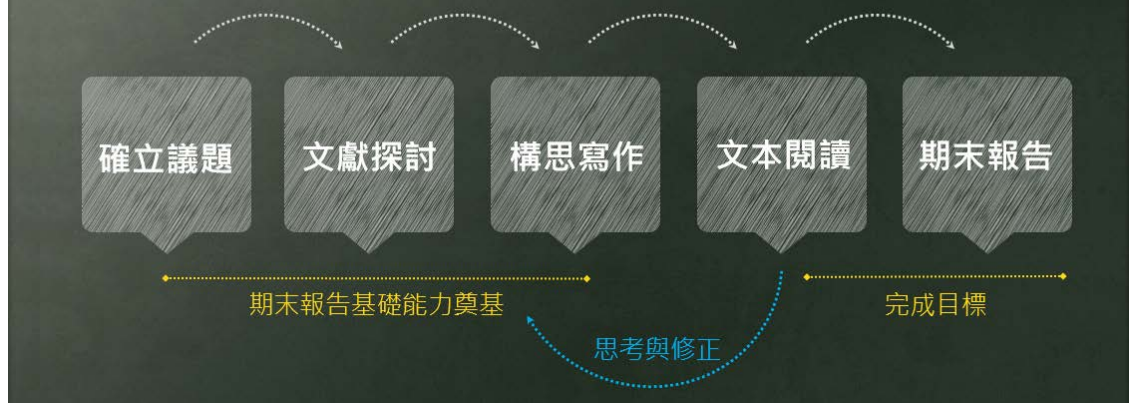 確立議題
文獻探討
構思寫作
文本閱讀
期末報告
期末報告基礎能力奠基
完成目標
思考與修正